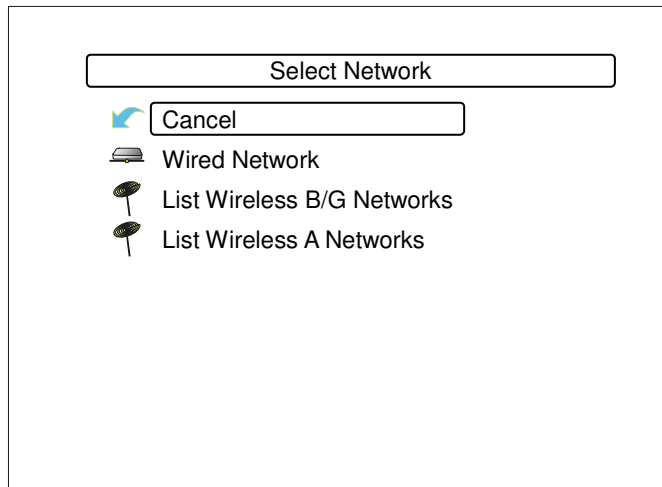 Select Network
Cancel
Wired Network
List Wireless B/G Networks
List Wireless A Networks